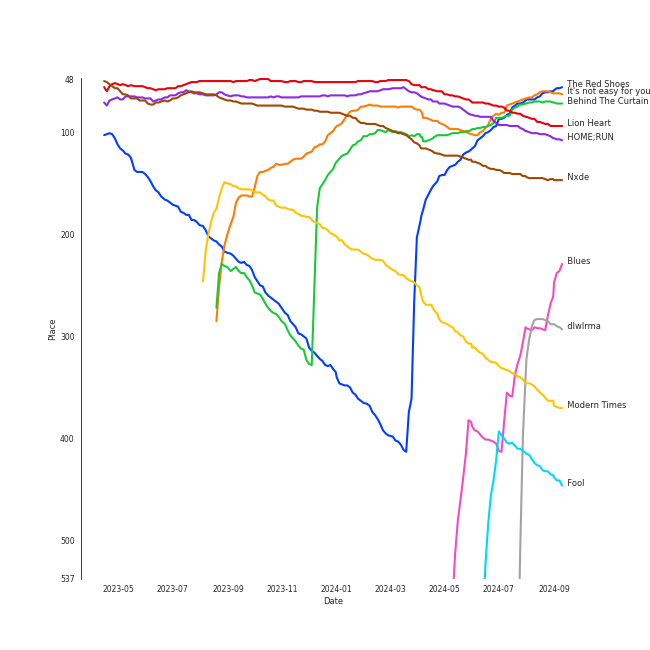 48
100
200
300
400
500
537
Place
2023-05
2023-07
2023-09
2023-11
2024-01
2024-03
2024-05
2024-07
2024-09
Date
The Red Shoes
It's not easy for you
Behind The Curtain
Lion Heart
HOME;RUN
Nxde
Blues
dlwlrma
Modern Times
Fool